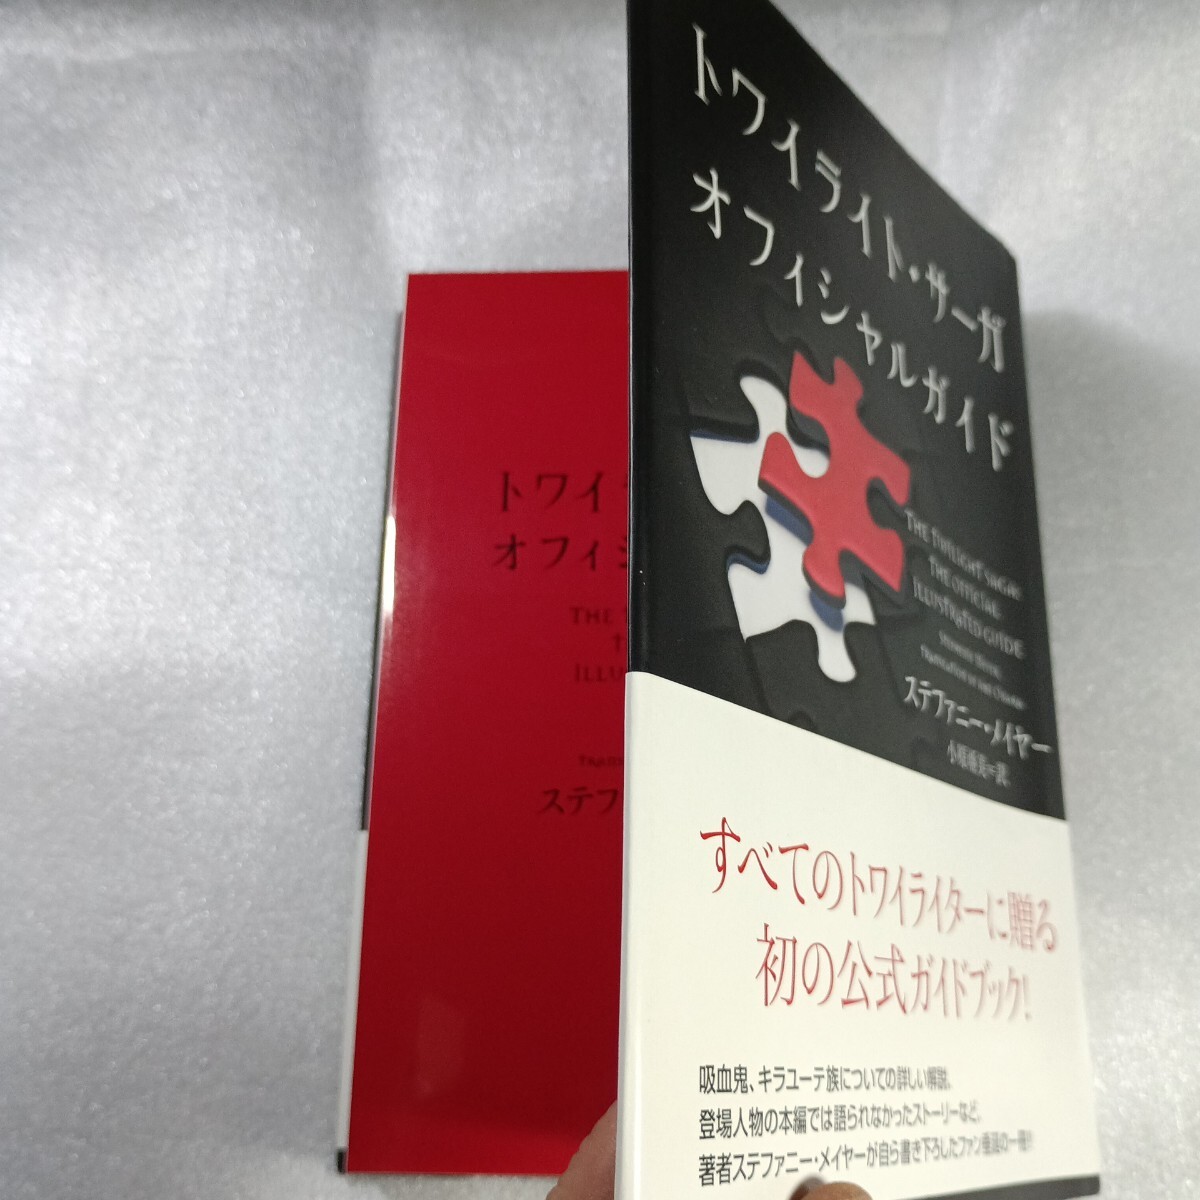 トワイライト・サーガ
オフィシャルガイド
THE TWILIGHT SAGA:
THE OFFICIAL
ILLUSTRATED GUIDE
ステファニー・メイヤー
すべてのトワイライターに贈る
初の公式ガイドブック!
吸血鬼、キラユーテ族についての詳しい解説、
登場人物の本編では語られなかったストーリーなど、
著者ステファニー・メイヤーが自ら書き下ろしたファン垂涎の一冊!!
トワイ
オフィシ
THE
ILLU
TRANS
ステフ